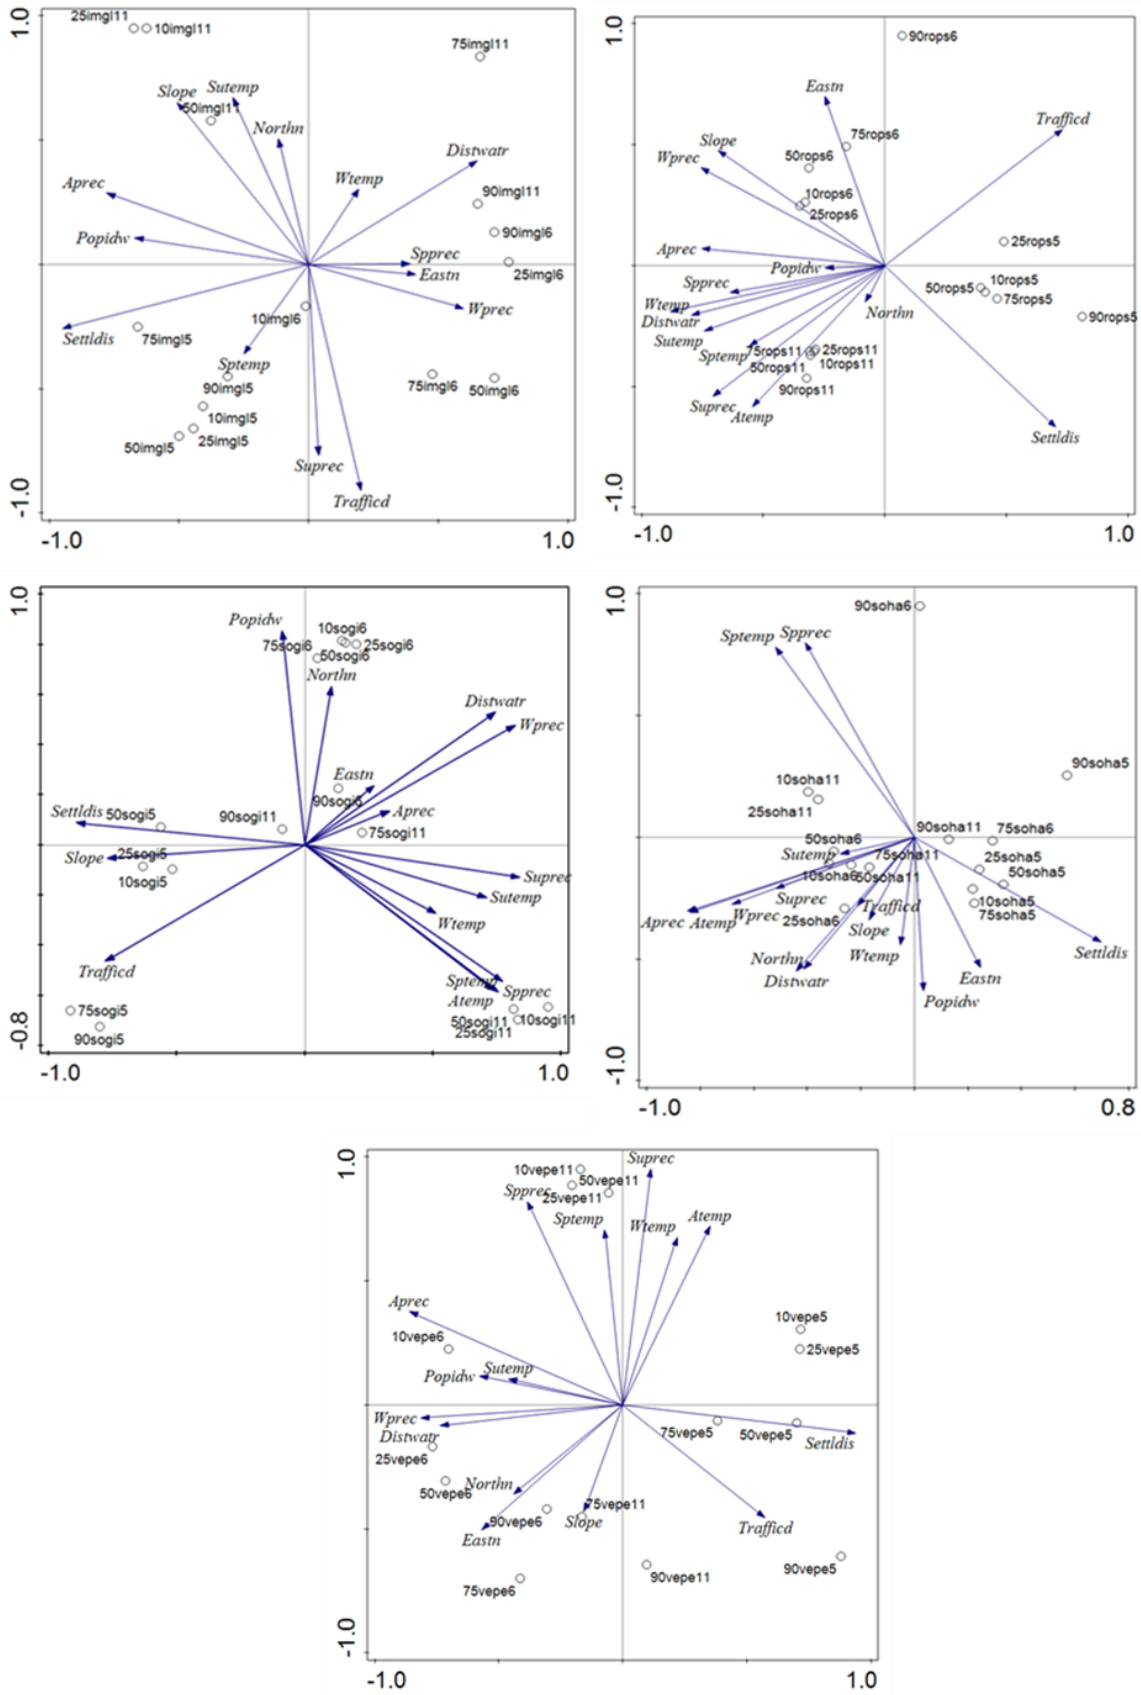 1.0
25imgl11
10imgl11
75imgl11
Slope
Sutemp
50imgl11
Northn
Distwatr
Wtemp
Aprec
90imgl11
Popidw
90imgl6
Spprec
Eastn
25imgl6
10imgl6
Wprec
Settldis
75imgl5
Sptemp
90imgl5
75imgl6
50imgl6
10imgl5
50imgl5
25imgl5
Suprec
Trafficd
-1.0
-1.0
1.0
1.0
90rops6
Eastn
Trafficd
75rops6
Slope
50rops6
Wprec
10rops6
25rops6
25rops5
Aprec
Popidw
Spprec
10rops5
50rops5
75rops5
Wtemp
Northn
90rops5
Distwatr
Sutemp
Sptemp
75rops11
25rops11
50rops11
10rops11
90rops11
Suprec
Atemp
Settldis
-1.0
-1.0
1.0
1.0
Popidw
10sogi6
75sogi6
25sogi6
50sogi6
Northn
Distwatr
Wprec
Eastn
90sogi6
Settldis
50sogi5
90sogi11
Aprec
75sogi11
Slope
25sogi5
10sogi5
Suprec
Sutemp
Wtemp
Trafficd
Sptemp
Spprec
Atemp
75sogi5
50sogi11
10sogi11
25sogi11
90sogi5
-0.8
-1.0
1.0
1.0
90soha6
Sptemp
Spprec
90soha5
10soha11
25soha11
90soha11
75soha6
50soha6
Sutemp
75soha11
25soha5
10soha6
50soha11
50soha5
Suprec
Trafficd
10soha5
Aprec
Atemp
Wprec
25soha6
75soha5
Slope
Settldis
Northn
Wtemp
Distwatr
Eastn
Popidw
-1.0
-1.0
0.8
1.0
Suprec
10vepe11
50vepe11
Spprec
25vepe11
Sptemp
Wtemp
Atemp
Aprec
10vepe5
10vepe6
25vepe5
Popidw
Sutemp
Wprec
Distwatr
75vepe5
50vepe5
Settldis
25vepe6
50vepe6
Northn
75vepe11
90vepe6
Slope
Trafficd
Eastn
90vepe11
90vepe5
75vepe6
-1.0
-1.0
1.0